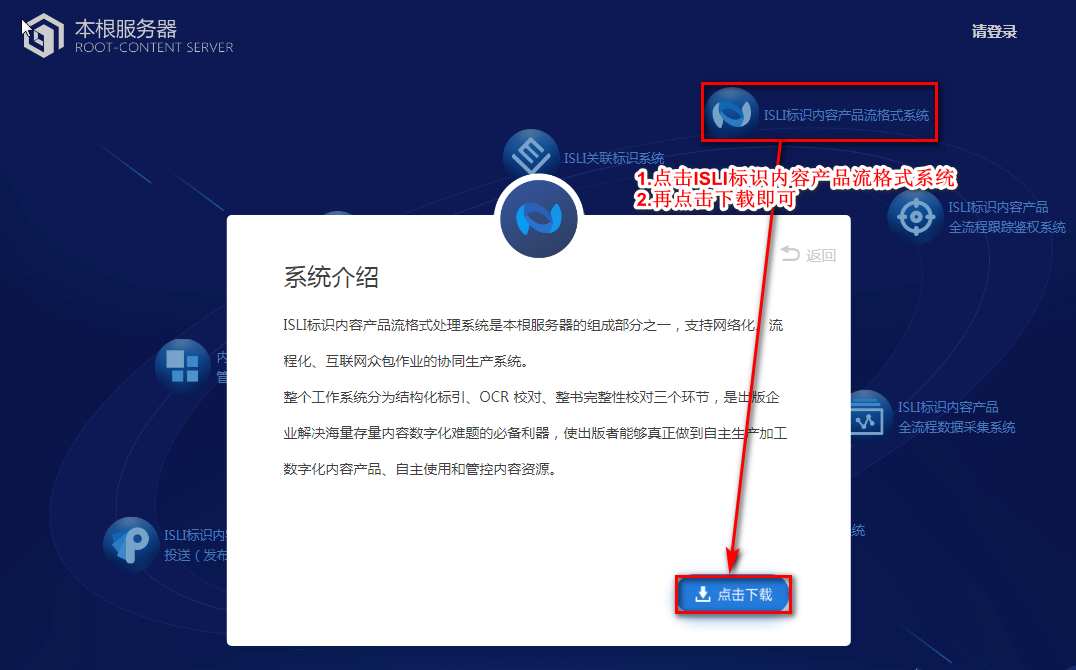 本根服务器
ROOT-CONTENT SERVER
请登录
ISLI标识内容产品流格式系统
ISLI关联标识系统
1.点击ISLI标识内容产品流格式系统
2.再点击下载即可
ISLI标识内容产品
全流程跟踪鉴权系统
返回
系统介绍
ISLI标识内容产品流格式处理系统是本根服务器的组成部分之一，支持网络化、流
程化、互联网众包作业的协同生产系统。
整个工作系统分为结构化标引、OCR 校对、整书完整性校对三个环节，是出版企
业解决海量存量内容数字化难题的必备利器，使出版者能够真正做到自主生产加工
数字化内容产品、自主使用和管控内容资源。
内
管
ISLI标识内容产品
全流程数据采集系统
ISLI标识内
投送（发布
统
点击下载